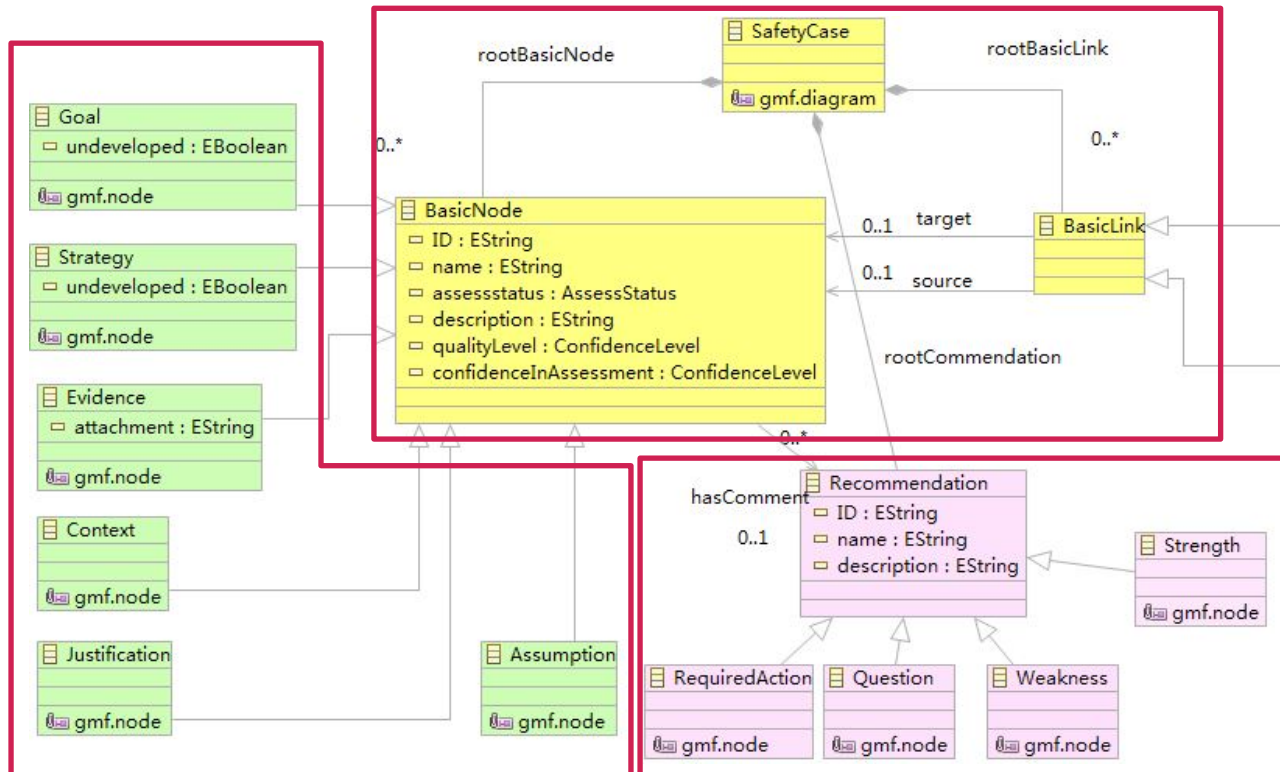 SafetyCase
gmf.diagram
rootBasicNode
rootBasicLink
0..*
0..*
Goal
undeveloped : EBoolean
gmf.node
Strategy
undeveloped : EBoolean
gmf.node
Evidence
attachment : EString
gmf.node
Context
gmf.node
Justification
gmf.node
Assumption
gmf.node
BasicNode
ID : EString
name : EString
assessstatus : AssessStatus
description : EString
qualityLevel : ConfidenceLevel
confidenceInAssessment : ConfidenceLevel
0..1 target
0..1 source
BasicLink
rootCommendation
0..*
hasComment
0..1
Recommendation
ID : EString
name : EString
description : EString
Strength
gmf.node
RequiredAction
gmf.node
Question
gmf.node
Weakness
gmf.node